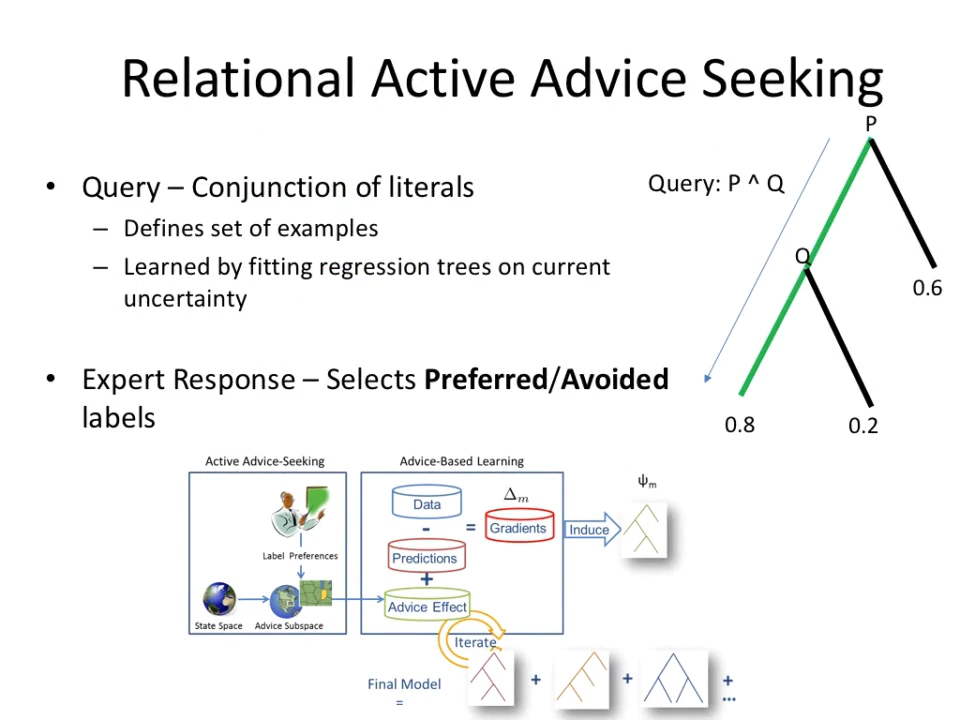 Relational Active Advice Seeking
P
• Query – Conjunction of literals
Query: P ^ Q
– Defines set of examples
– Learned by fitting regression trees on current
uncertainty
Q
0.6
• Expert Response – Selects Preferred/Avoided
labels
0.8
0.2
Active Advice-Seeking
Advice-Based Learning
Label Preferences
State Space
Advice Subspace
Data
-
Predictions
+
Advice Effect
=
Δm
Gradients
Induce
ψm
Iterate
Final Model
=
+
+
+
...